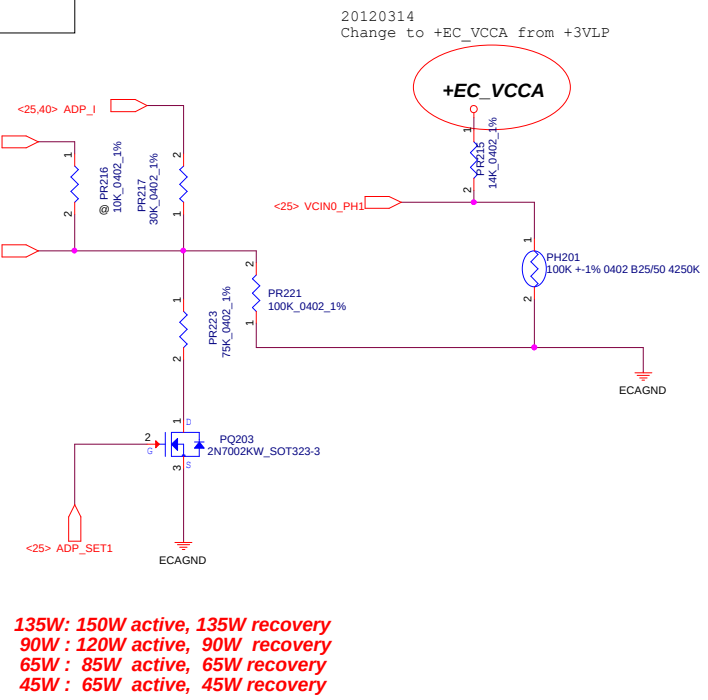 20120314
Change to +EC_VCCA from +3VLP
+EC_VCCA
<25,40> ADP_I
1
2
@ PR216
10K_0402_1%
2
1
PR217
30K_0402_1%
1
2
PR215
14K_0402_1%
<25> VCIN0_PH1
1
2
PH201
100K +-1% 0402 B25/50 4250K
2
1
PR221
100K_0402_1%
1
2
PR223
75K_0402_1%
ECAGND
1
D
2
G
3
S
PQ203
2N7002KW_SOT323-3
<25> ADP_SET1
ECAGND
135W: 150W active, 135W recovery
90W : 120W active, 90W recovery
65W : 85W active, 65W recovery
45W : 65W active, 45W recovery